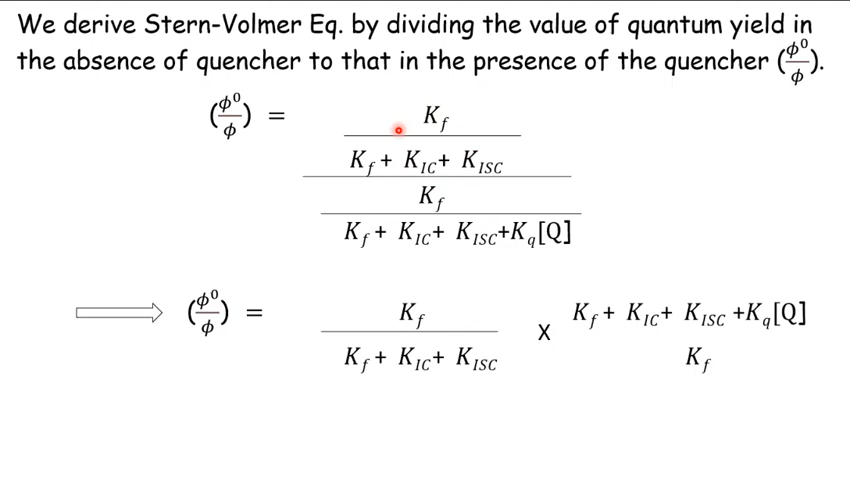 We derive Stern-Volmer Eq. by dividing the value of quantum yield in
the absence of quencher to that in the presence of the quencher (ϕ⁰/ϕ).
(ϕ⁰/ϕ) =
K_f
K_f + K_IC + K_ISC
K_f
K_f + K_IC + K_ISC+K_q[Q]
(ϕ⁰/ϕ) =
K_f
K_f + K_IC + K_ISC
X
K_f + K_IC + K_ISC +K_q[Q]
K_f